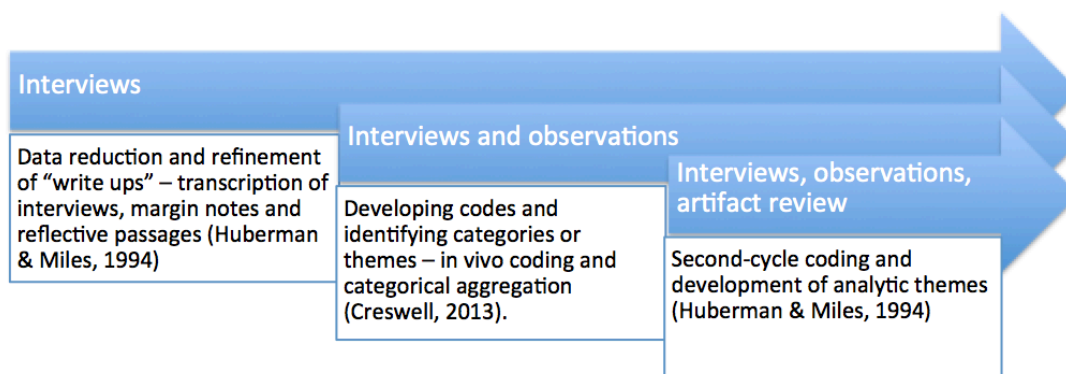 Interviews
Data reduction and refinement
of “write ups” – transcription of
interviews, margin notes and
reflective passages (Huberman
& Miles, 1994)
Interviews and observations
Developing codes and
identifying categories or
themes – in vivo coding and
categorical aggregation
(Creswell, 2013).
Interviews, observations,
artifact review
Second-cycle coding and
development of analytic themes
(Huberman & Miles, 1994)